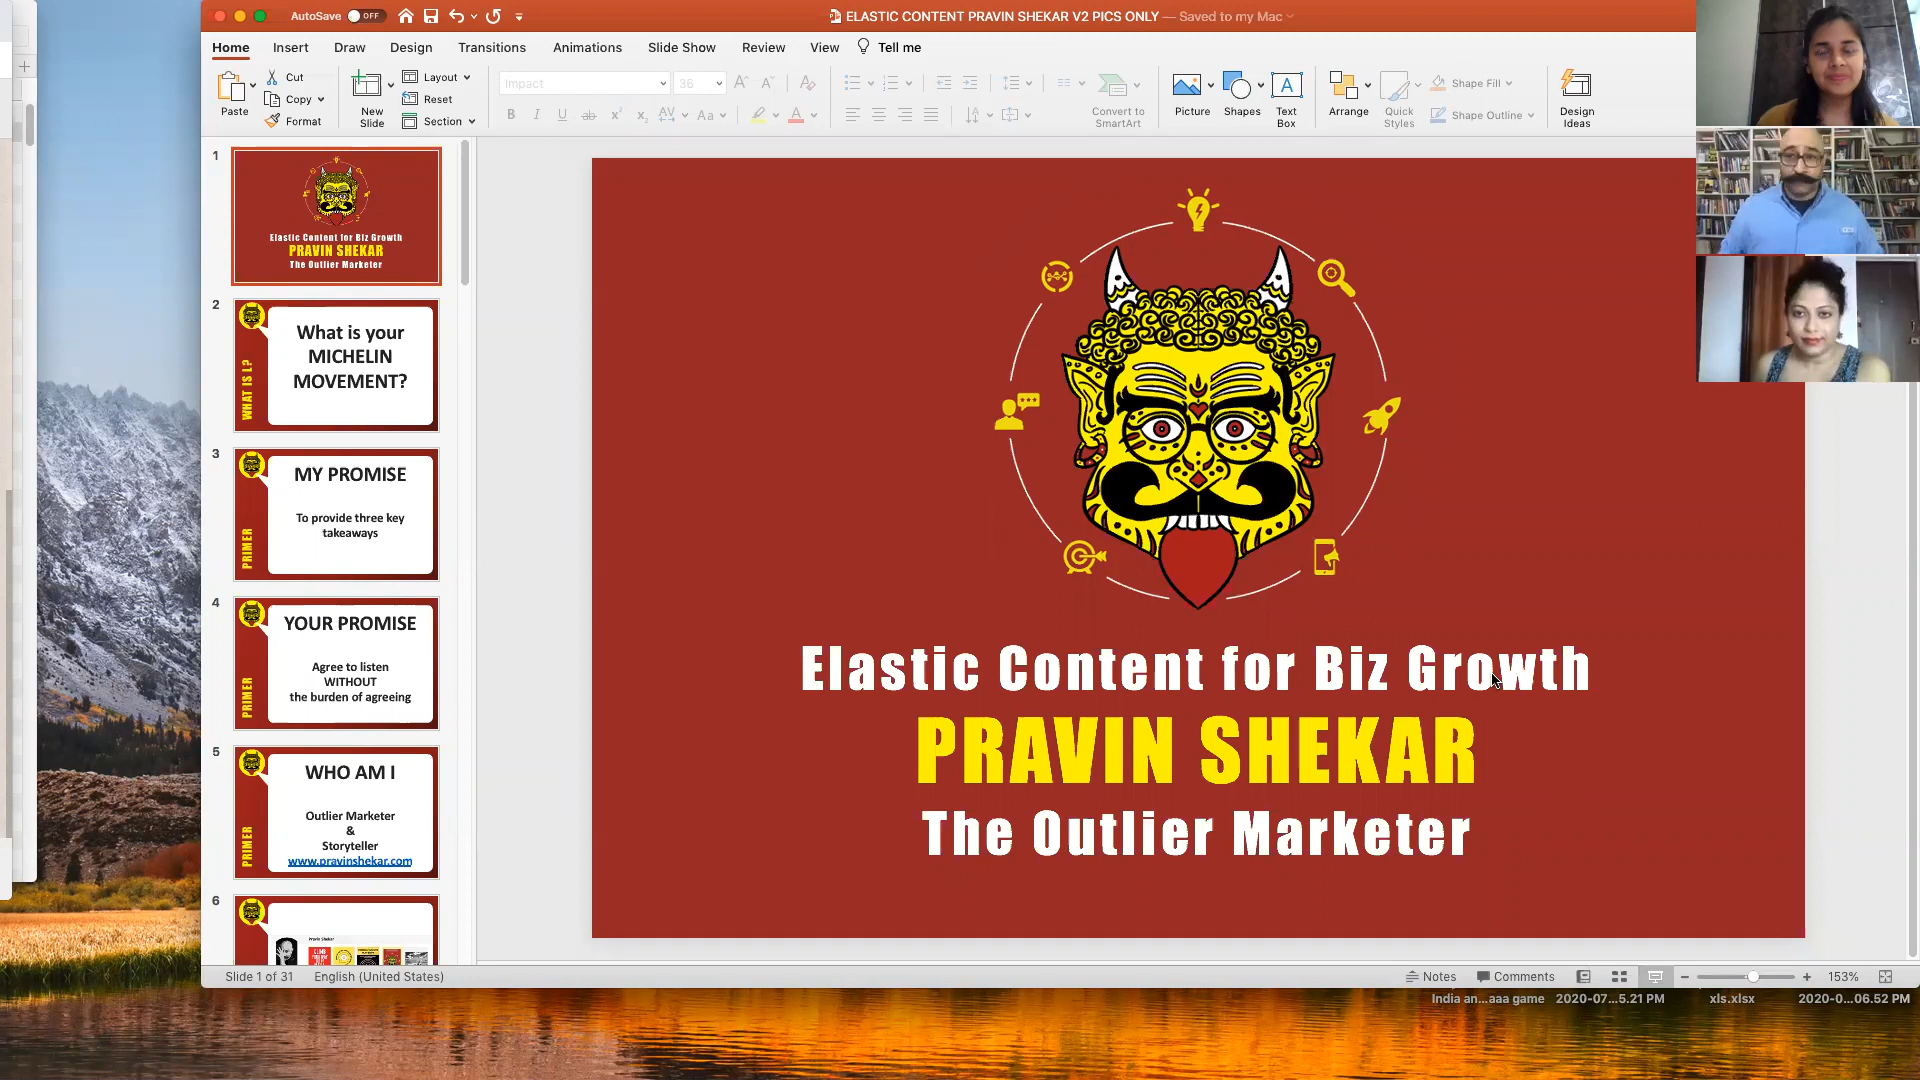 AutoSave OFF
ELASTIC CONTENT PRAVIN SHEKAR V2 PICS ONLY — Saved to my Mac
Home Insert Draw Design Transitions Animations Slide Show Review View Tell me
Paste
Cut
Copy
Format
New
Slide
Layout
Reset
Section
Impact 36
B I U ab x² x₂ AV Aa A
Convert to
SmartArt
Picture
Shapes
Text
Box
Arrange
Quick
Styles
Shape Fill
Shape Outline
Design
Ideas
1
Elastic Content for Biz Growth
PRAVIN SHEKAR
The Outlier Marketer
2
WHAT IS L?
What is your
MICHELIN
MOVEMENT?
3
PRIMER
MY PROMISE
To provide three key
takeaways
4
PRIMER
YOUR PROMISE
Agree to listen
WITHOUT
the burden of agreeing
5
PRIMER
WHO AM I
Outlier Marketer
&
Storyteller
www.pravinshekar.com
6
Pravin Shekar
Elastic Content for Biz Growth
PRAVIN SHEKAR
The Outlier Marketer
Slide 1 of 31 English (United States)
Notes Comments 153%
India an...aaa game 2020-07...5.21 PM xls.xlsx 2020-0...06.52 PM